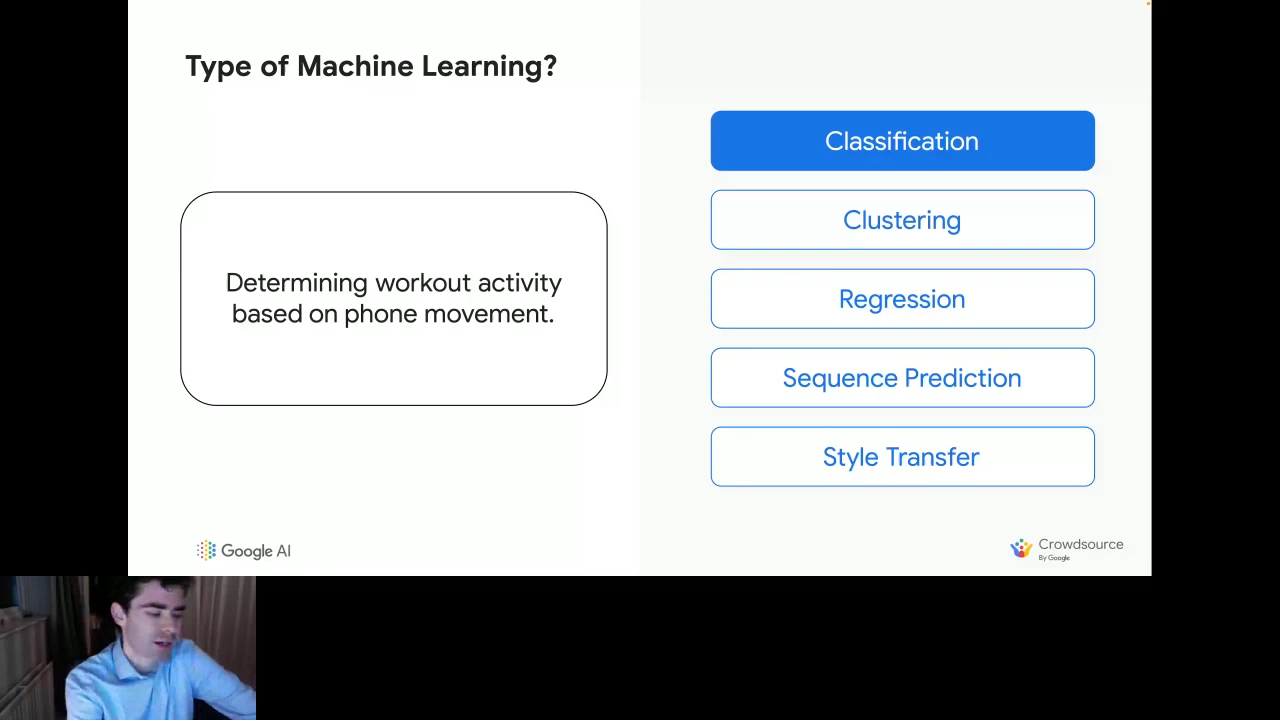 Type of Machine Learning?
Determining workout activity
based on phone movement.
Classification
Clustering
Regression
Sequence Prediction
Style Transfer
Google AI
Crowdsource
By Google